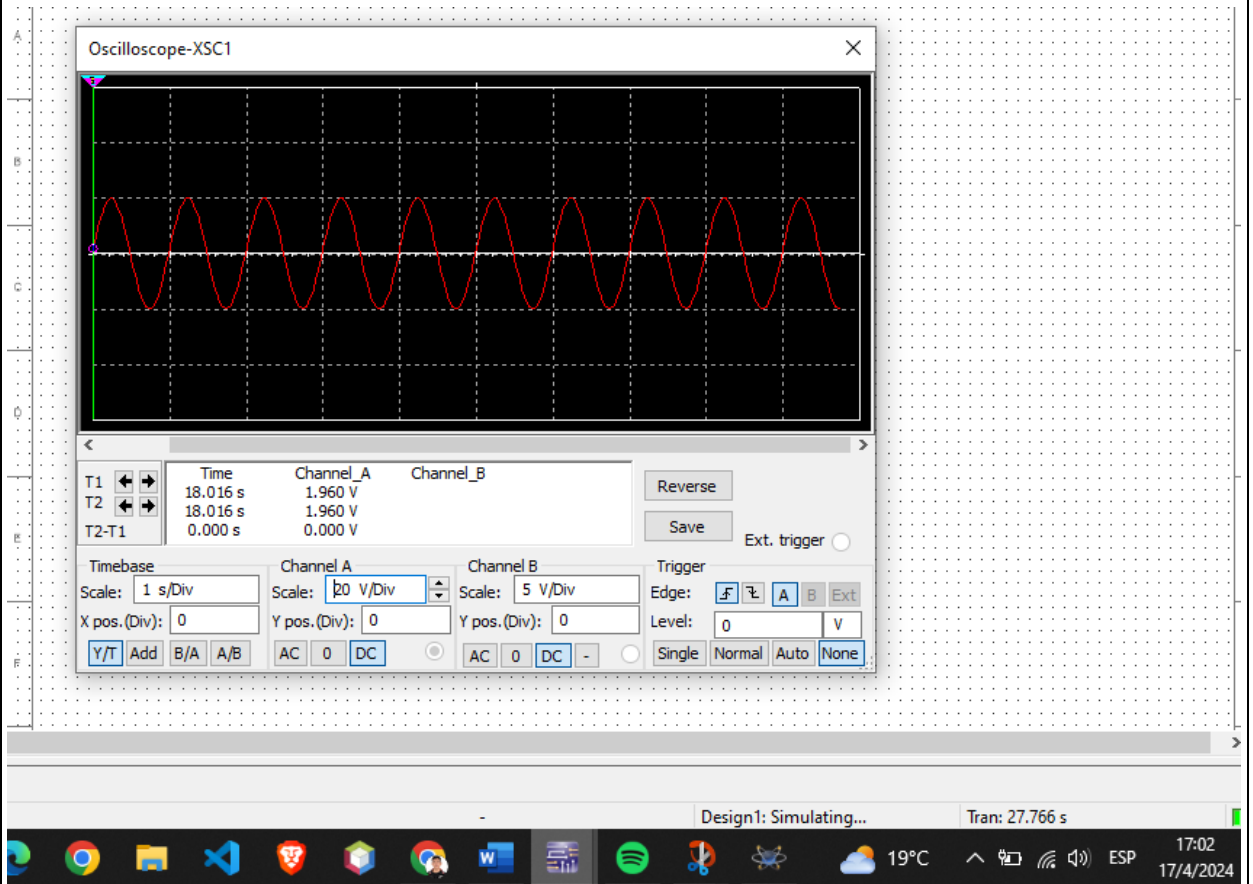 A
Oscilloscope-XSC1
B
C
D
Time Channel_A Channel_B
T1 18.016 s 1.960 V
T2 18.016 s 1.960 V
T2-T1 0.000 s 0.000 V
Reverse
Save
E
Ext. trigger
Timebase Channel A Channel B Trigger
Scale: 1 s/Div Scale: 20 V/Div Scale: 5 V/Div Edge: A B Ext
X pos.(Div): 0 Y pos.(Div): 0 Y pos.(Div): 0 Level: 0 V
Y/T Add B/A A/B AC 0 DC AC 0 DC - Single Normal Auto None
F
- Design1: Simulating... Tran: 27.766 s
W 19°C ESP 17:02
17/4/2024